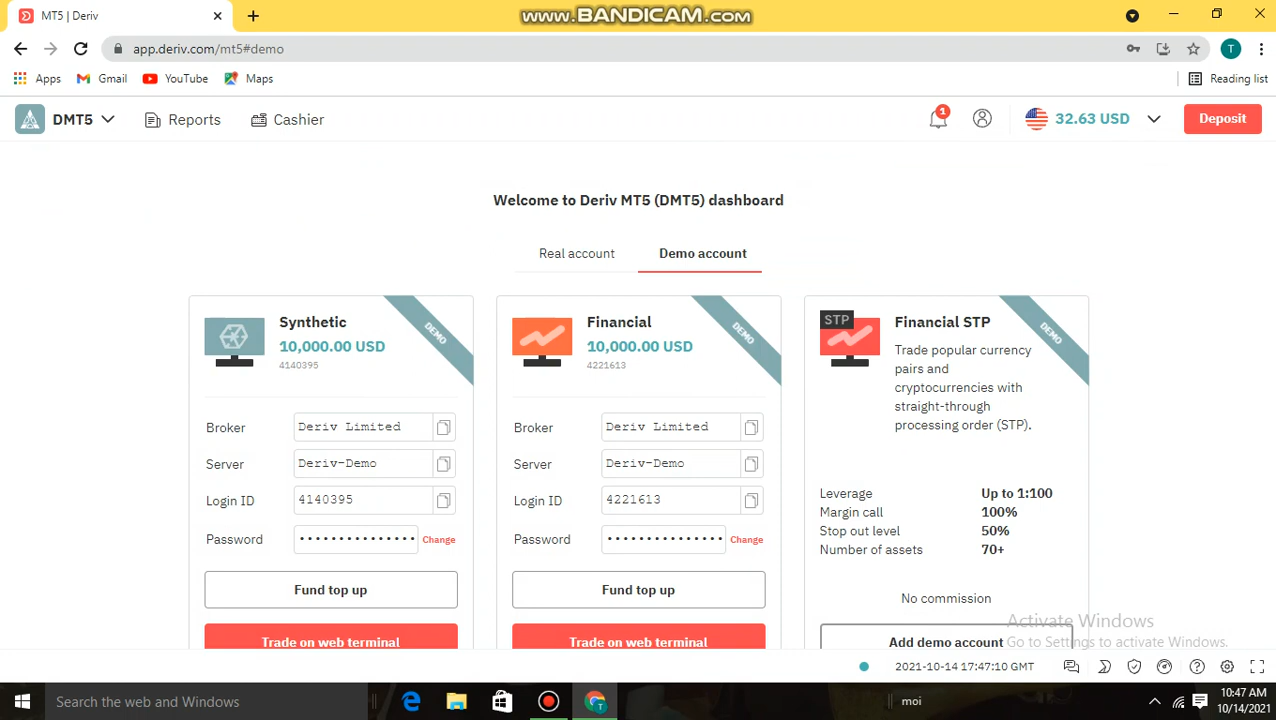 MT5 | Deriv
www.BANDICAM.com
app.deriv.com/mt5#demo
T
Apps
Gmail
YouTube
Maps
Reading list
DMT5
Reports
Cashier
1
32.63 USD
Deposit
Welcome to Deriv MT5 (DMT5) dashboard
Real account
Demo account
Synthetic
10,000.00 USD
4140395
DEMO
Broker
Deriv Limited
Server
Deriv-Demo
Login ID
4140395
Password
Change
Fund top up
Trade on web terminal
Financial
10,000.00 USD
4221613
DEMO
Broker
Deriv Limited
Server
Deriv-Demo
Login ID
4221613
Password
Change
Fund top up
Trade on web terminal
STP
Financial STP
Trade popular currency
pairs and
cryptocurrencies with
straight-through
processing order (STP).
DEMO
Leverage Up to 1:100
Margin call 100%
Stop out level 50%
Number of assets 70+
No commission
Add demo account
Activate Windows
Go to Settings to activate Windows.
2021-10-14 17:47:10 GMT
Search the web and Windows
moi
10:47 AM
10/14/2021